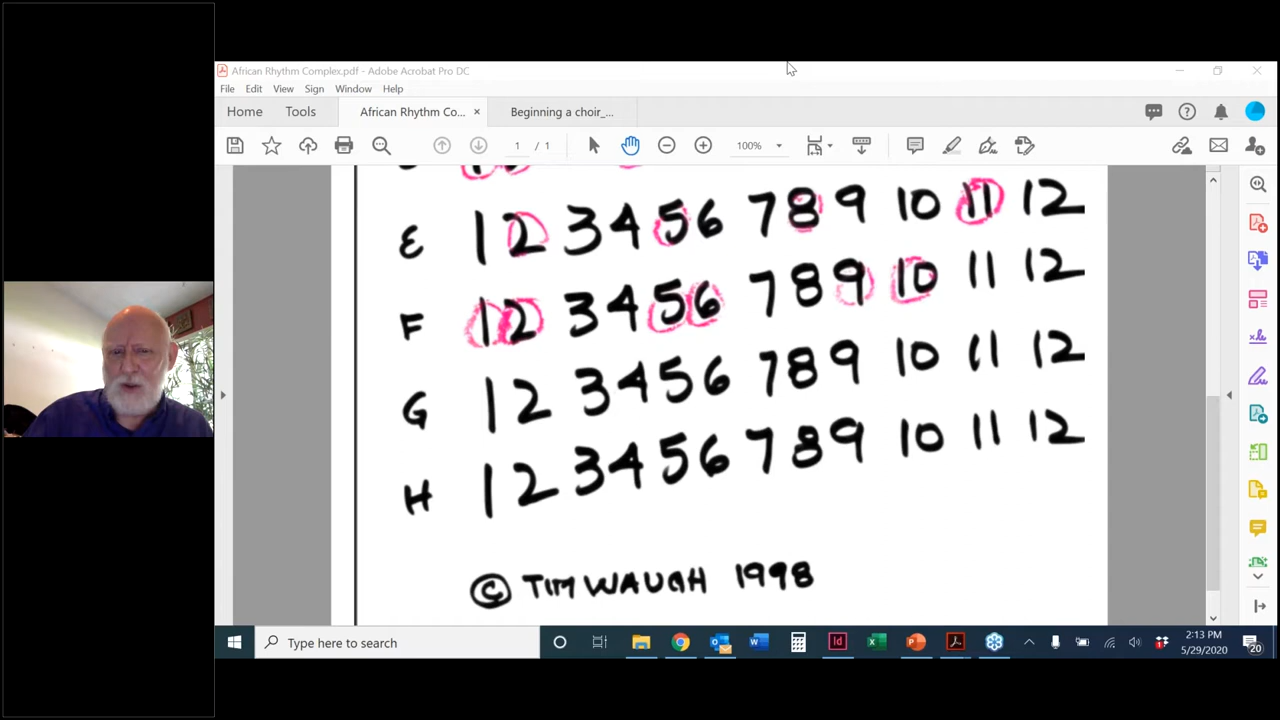 African Rhythm Complex.pdf - Adobe Acrobat Pro DC
File Edit View Sign Window Help
Home Tools African Rhythm Co... × Beginning a choir_...
1 / 1 100%
E 1 2 3 4 5 6 7 8 9 10 11 12
F 1 2 3 4 5 6 7 8 9 10 11 12
G 1 2 3 4 5 6 7 8 9 10 11 12
H 1 2 3 4 5 6 7 8 9 10 11 12
© TIM WAUGH 1998
Type here to search
2:13 PM
5/29/2020
20